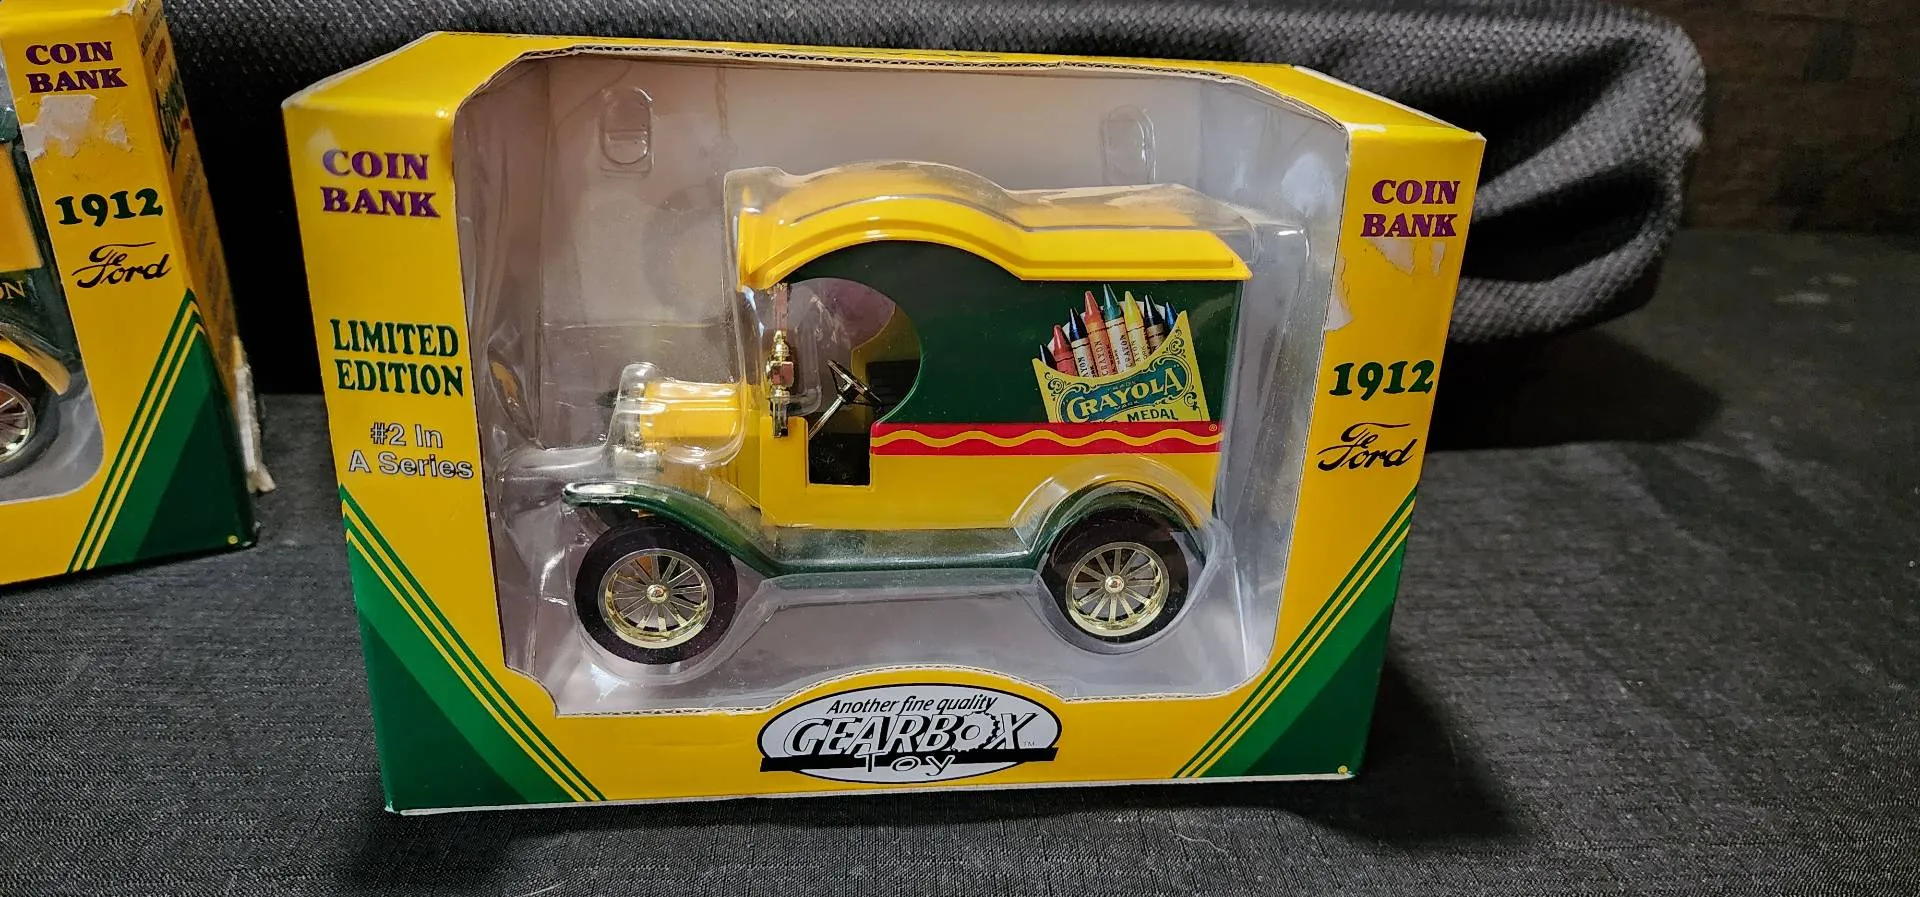 COIN
BANK
1912
Ford
ON
COIN
BANK
LIMITED
EDITION
#2 In
A Series
CRAYOLA
MEDAL
COIN
BANK
1912
Ford
Another fine quality
GEARBOX
Toy